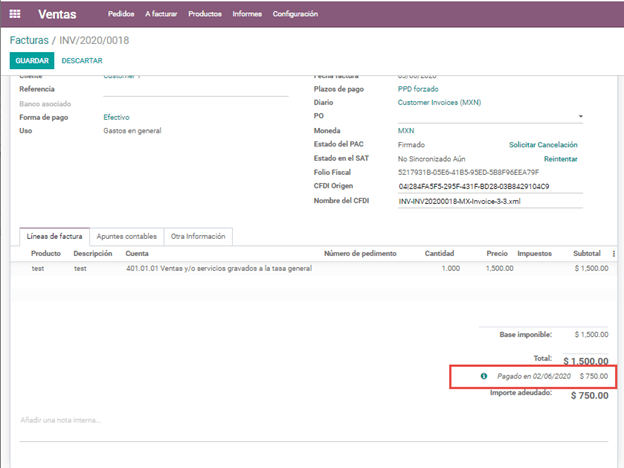 Ventas Pedidos A facturar Productos Informes Configuración
Facturas / INV/2020/0018
GUARDAR DESCARTAR
Cliente Customer 1 Fecha factura 03/06/2020
Referencia Plazos de pago PPD forzado
Banco asociado Diario Customer Invoices (MXN)
Forma de pago Efectivo PO
Uso Gastos en general Moneda MXN
Estado del PAC Firmado Solicitar Cancelación
Estado en el SAT No Sincronizado Aún Reintentar
Folio Fiscal 5217931B-05E6-41B5-95ED-5B8F96EEA79F
CFDI Origen 04|284FA5F5-295F-431F-BD28-03B8429104C9
Nombre del CFDI INV-INV20200018-MX-Invoice-3-3.xml
Líneas de factura Apuntes contables Otra Información
Producto Descripción Cuenta Número de pedimento Cantidad Precio Impuestos Subtotal
test test 401.01.01 Ventas y/o servicios gravados a la tasa general 1.000 1,500.00 $ 1,500.00
Base imponible: $ 1,500.00
Total: $ 1,500.00
Pagado en 02/06/2020 $ 750.00
Importe adeudado: $ 750.00
Añadir una nota interna...